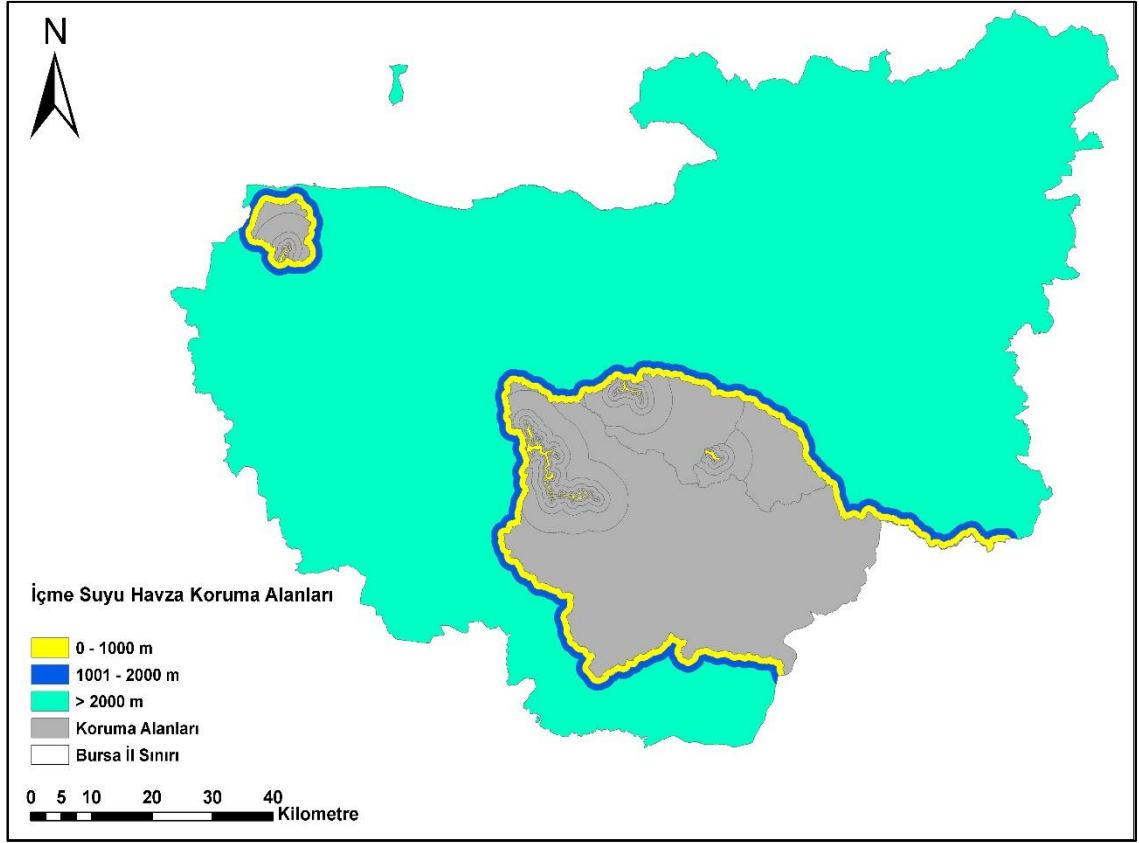 N
İçme Suyu Havza Koruma Alanları
0 - 1000 m
1001 - 2000 m
> 2000 m
Koruma Alanları
Bursa İl Sınırı
0 5 10 20 30 40
Kilometre